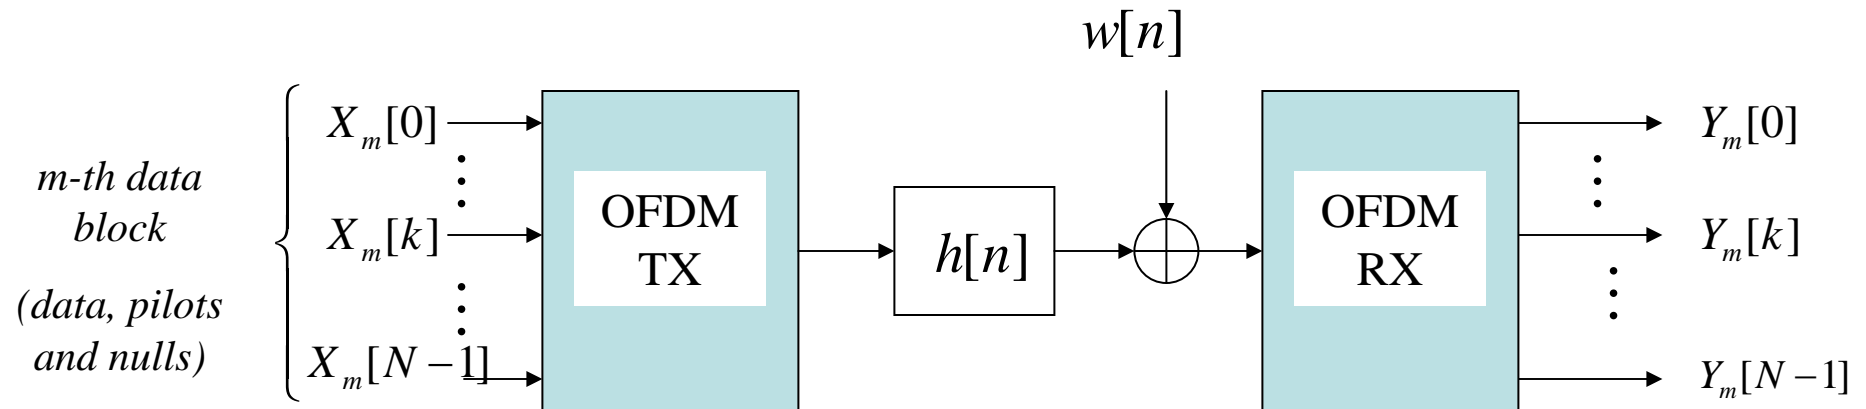 w[n]
m-th data
block
(data, pilots
and nulls)
X_m[0]
X_m[k]
X_m[N −1]
OFDM
TX
h[n]
OFDM
RX
Y_m[0]
Y_m[k]
Y_m[N −1]